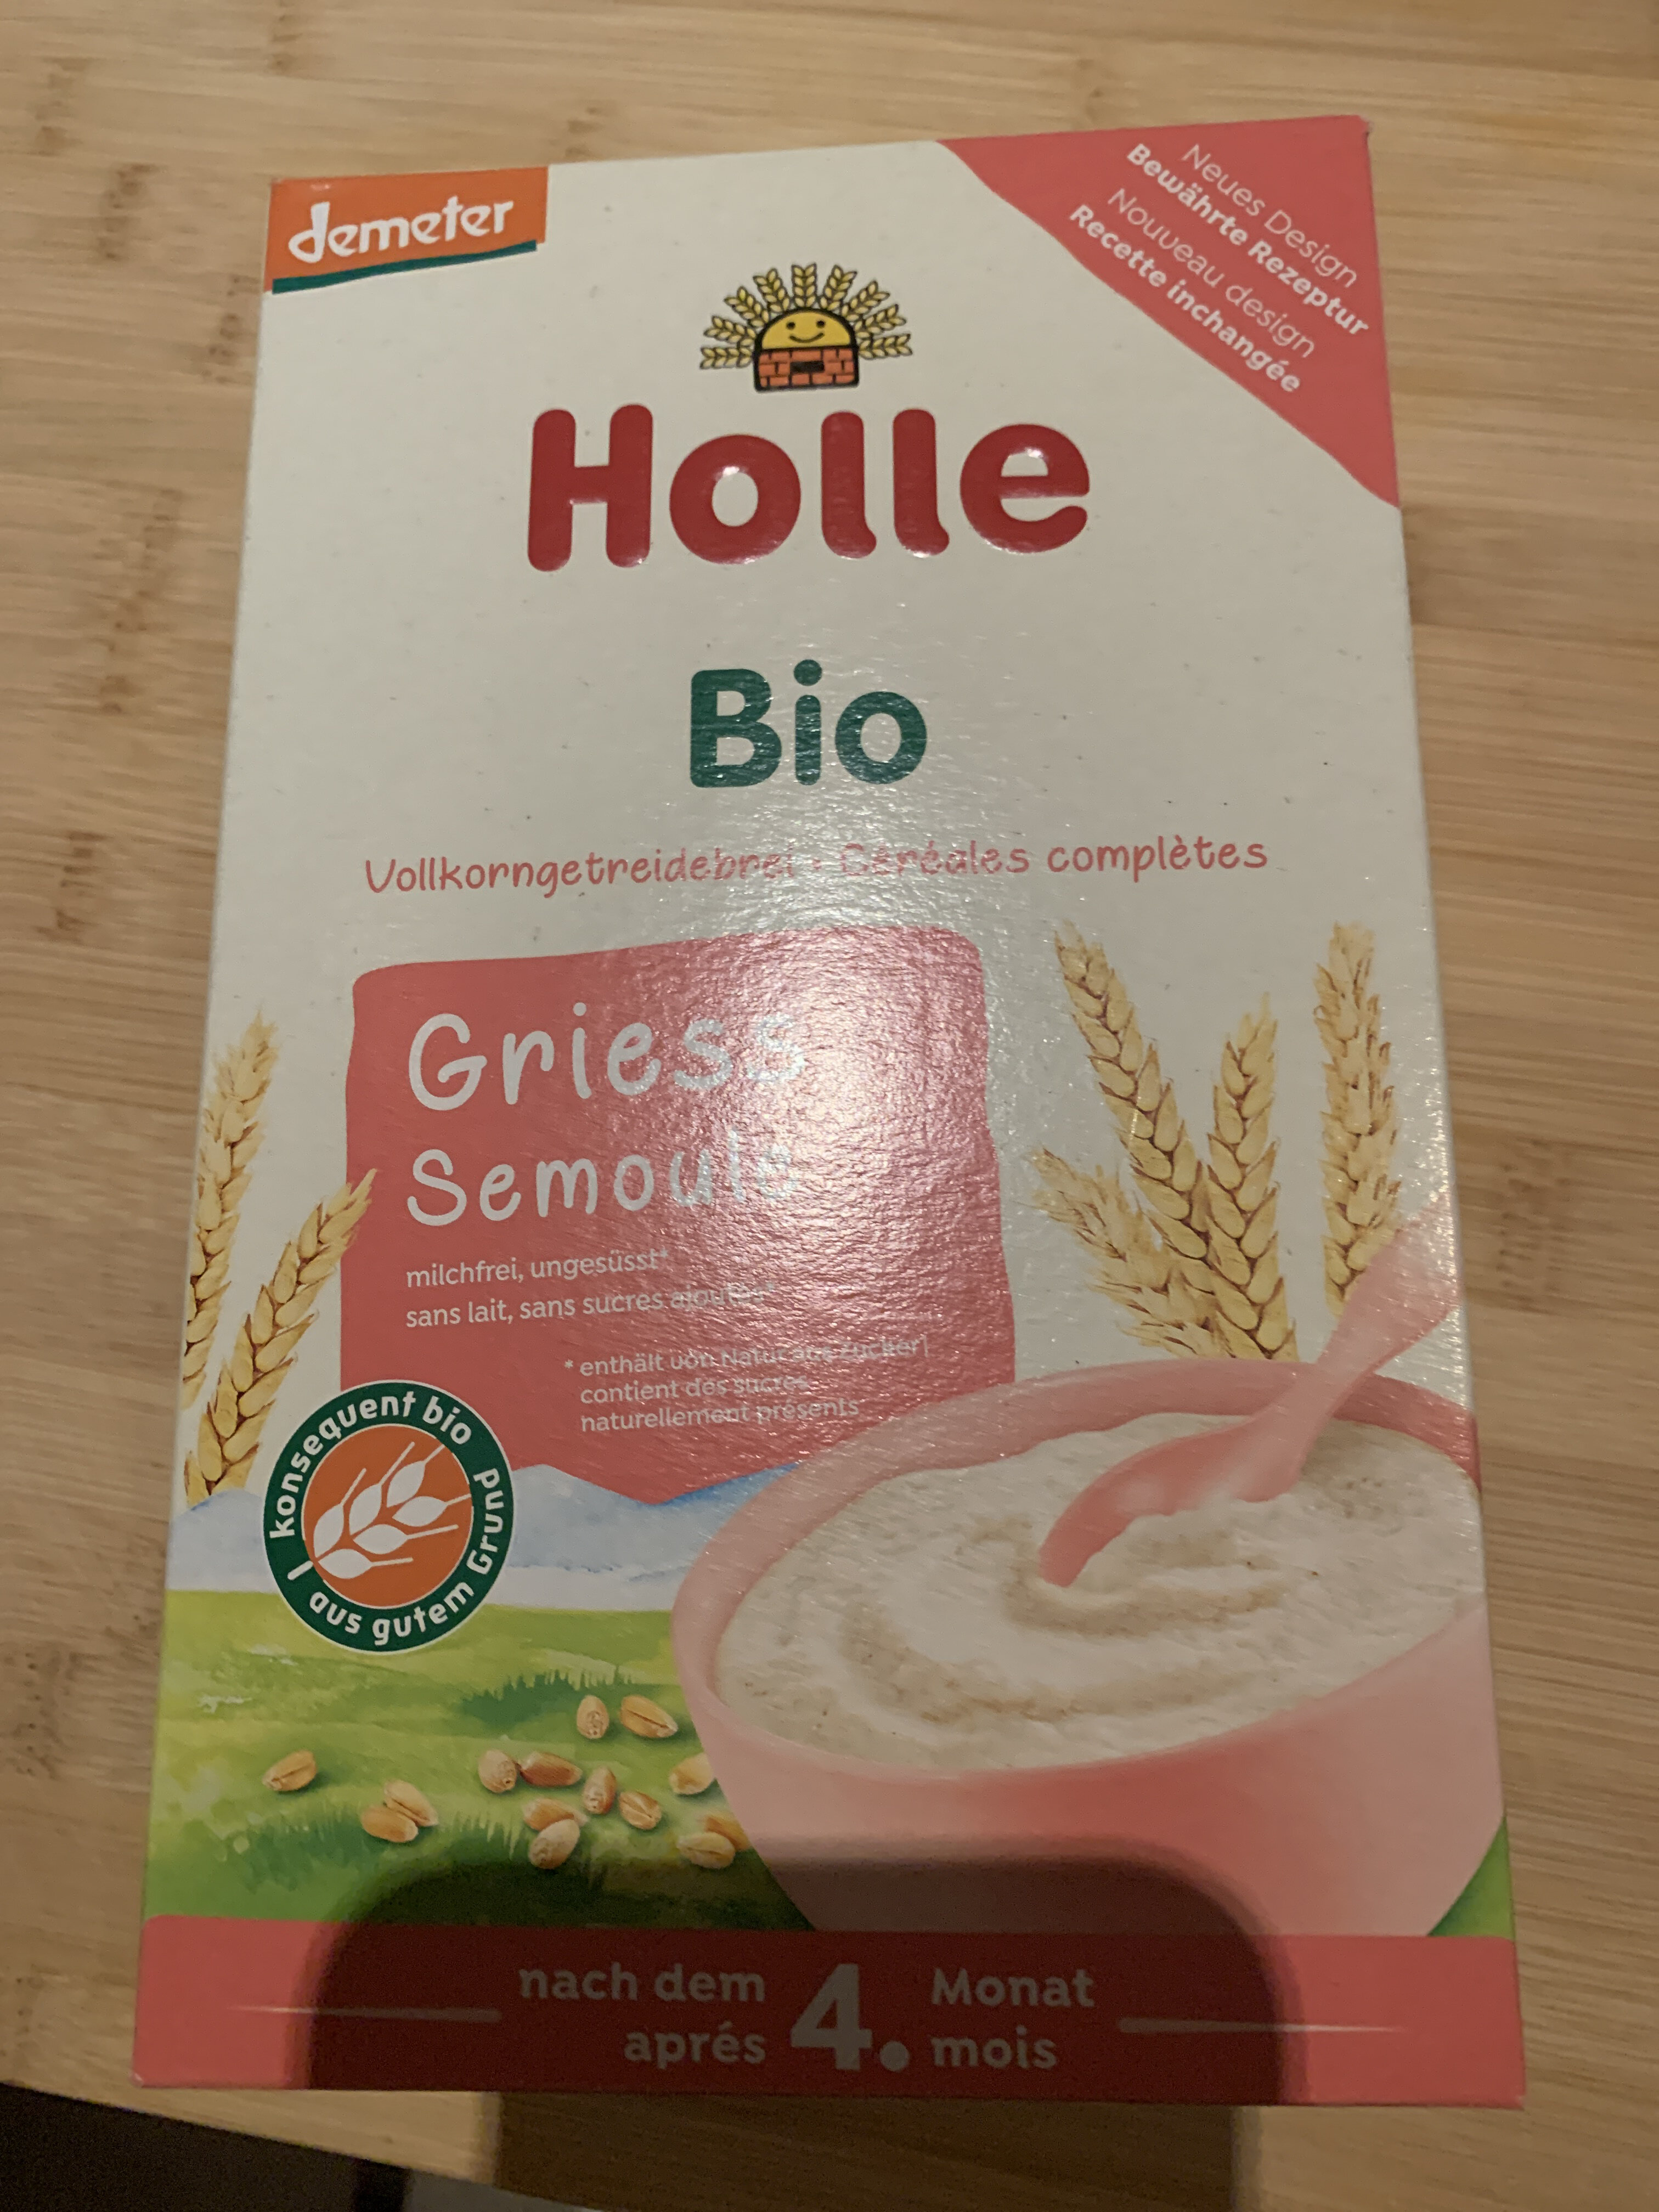 demeter
Neues Design
Bewährte Rezeptur
Nouveau design
Recette inchangée
Holle
Bio
Vollkorngetreidebrei · Céréales complètes
Griess
Semoule
milchfrei, ungesüsst*
sans lait, sans sucres ajoutés*
* enthält von Natur aus Zucker|
contient des sucres
naturellement présents
konsequent bio
| aus gutem Grund
nach dem 4. Monat
aprés mois